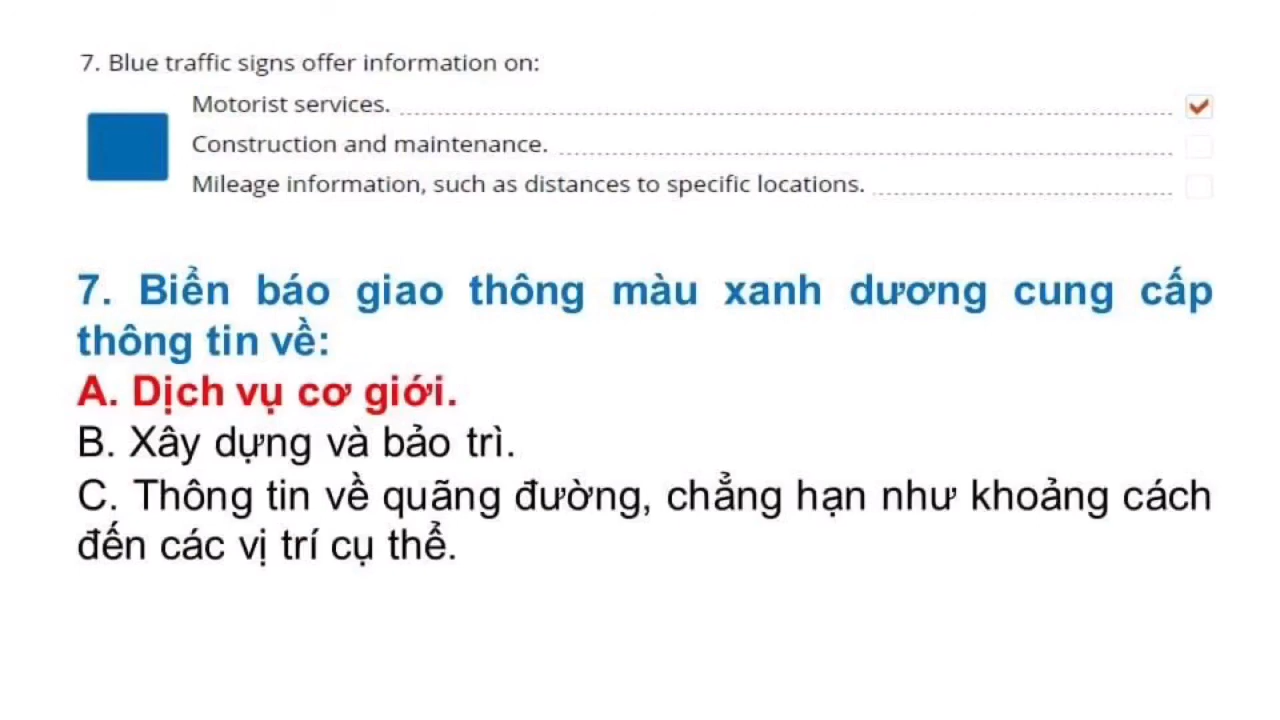 7. Blue traffic signs offer information on:
Motorist services.
Construction and maintenance.
Mileage information, such as distances to specific locations.
7. Biển báo giao thông màu xanh dương cung cấp
thông tin về:
A. Dịch vụ cơ giới.
B. Xây dựng và bảo trì.
C. Thông tin về quãng đường, chẳng hạn như khoảng cách
đến các vị trí cụ thể.